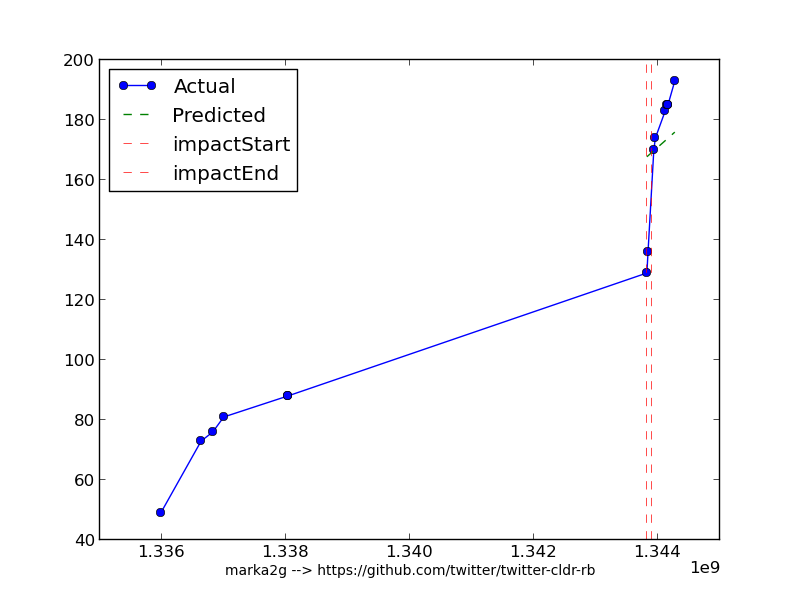 200
180
160
140
120
100
80
60
40
Actual
Predicted
impactStart
impactEnd
1.336 1.338 1.340 1.342 1.344
1e9
marka2g --> https://github.com/twitter/twitter-cldr-rb